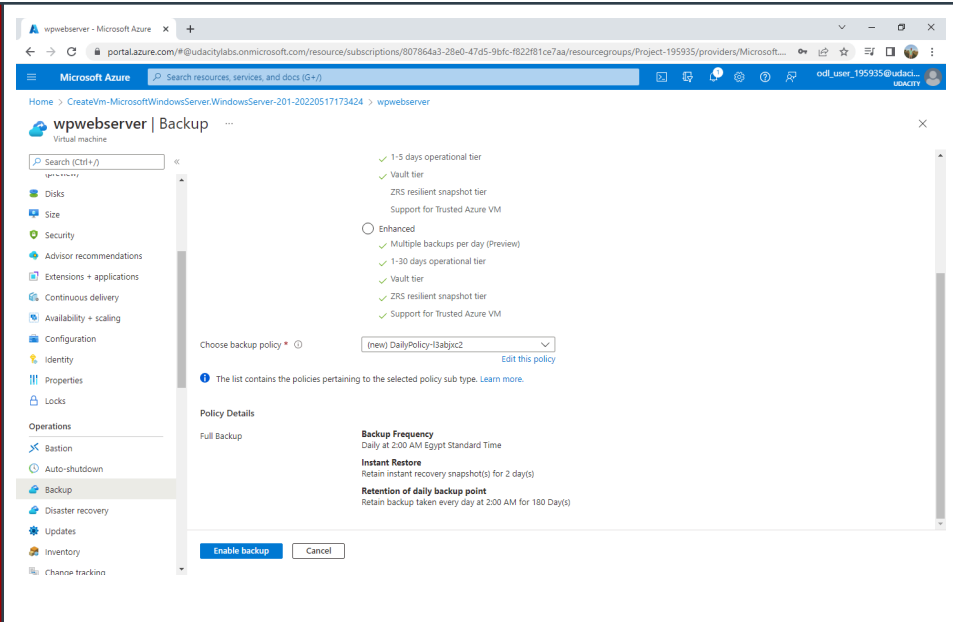 wpwebserver - Microsoft Azure
portal.azure.com/#@udacitylabs.onmicrosoft.com/resource/subscriptions/807864a3-28e0-47d5-9bfc-f822f81ce7aa/resourcegroups/Project-195935/providers/Microsoft....
Microsoft Azure
Search resources, services, and docs (G+/)
1
odl_user_195935@udaci...
UDACITY
Home > CreateVm-MicrosoftWindowsServer.WindowsServer-201-20220517173424 > wpwebserver
wpwebserver | Backup ...
Virtual machine
Search (Ctrl+/)
«
(preview)
Disks
Size
Security
Advisor recommendations
Extensions + applications
Continuous delivery
Availability + scaling
Configuration
Identity
Properties
Locks
Operations
Bastion
Auto-shutdown
Backup
Disaster recovery
Updates
Inventory
Change tracking
1-5 days operational tier
Vault tier
ZRS resilient snapshot tier
Support for Trusted Azure VM
Enhanced
Multiple backups per day (Preview)
1-30 days operational tier
Vault tier
ZRS resilient snapshot tier
Support for Trusted Azure VM
Choose backup policy *
(new) DailyPolicy-l3abjxc2
Edit this policy
The list contains the policies pertaining to the selected policy sub type. Learn more.
Policy Details
Full Backup
Backup Frequency
Daily at 2:00 AM Egypt Standard Time
Instant Restore
Retain instant recovery snapshot(s) for 2 day(s)
Retention of daily backup point
Retain backup taken every day at 2:00 AM for 180 Day(s)
Enable backup
Cancel